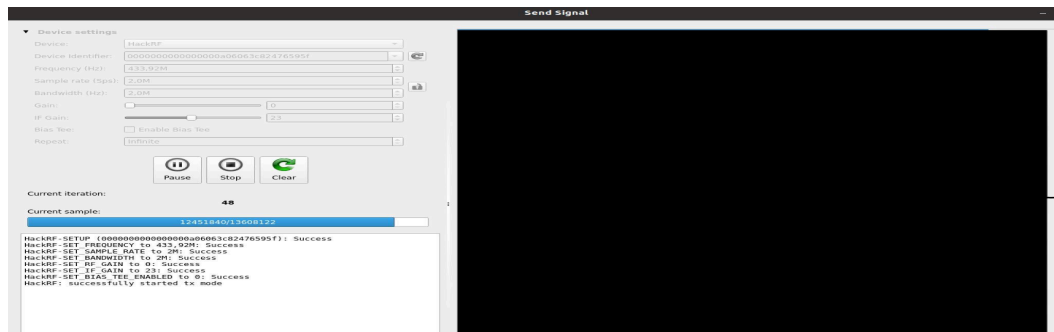 Send Signal
Device settings
Device: HackRF
Device Identifier: 0000000000000000a06063c82476595f
Frequency (Hz): 433,92M
Sample rate (Sps): 2.0M
Bandwidth (Hz): 2.0M
Gain: 0
IF Gain: 23
Bias Tee: Enable Bias Tee
Repeat: Infinite
Pause Stop Clear
Current iteration:
48
Current sample:
12451840/13608122
HackRF-SETUP (0000000000000000a06063c82476595f): Success
HackRF-SET_FREQUENCY to 433,92M: Success
HackRF-SET_SAMPLE_RATE to 2M: Success
HackRF-SET_BANDWIDTH to 2M: Success
HackRF-SET_RF_GAIN to 0: Success
HackRF-SET_IF_GAIN to 23: Success
HackRF-SET_BIAS_TEE_ENABLED to 0: Success
HackRF: successfully started tx mode